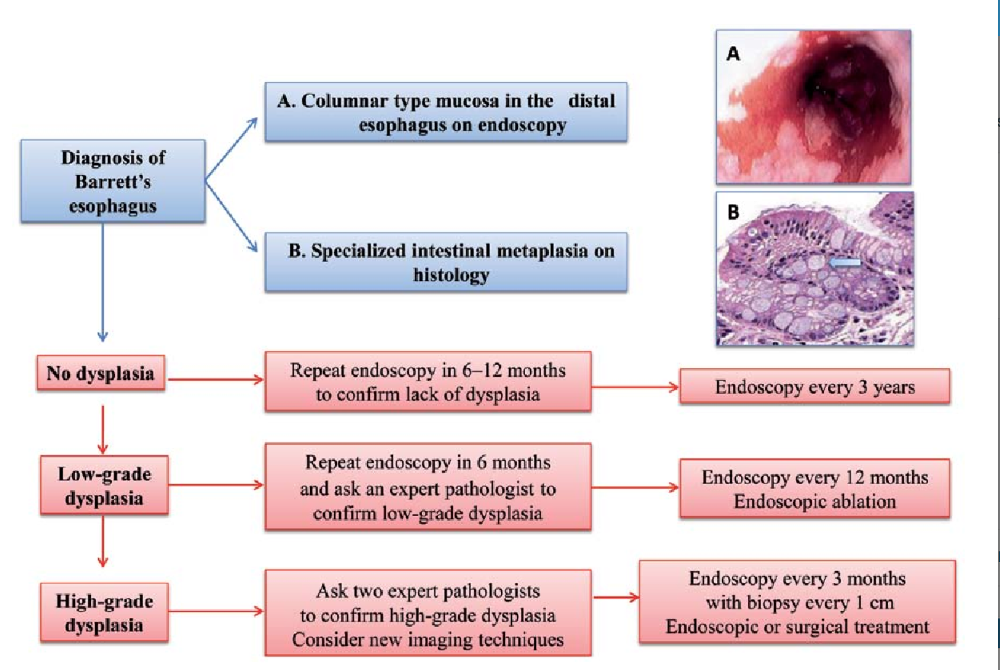 A
A. Columnar type mucosa in the distal
esophagus on endoscopy
Diagnosis of
Barrett’s
esophagus
B
B. Specialized intestinal metaplasia on
histology
No dysplasia
Repeat endoscopy in 6–12 months
to confirm lack of dysplasia
Endoscopy every 3 years
Low-grade
dysplasia
Repeat endoscopy in 6 months
and ask an expert pathologist to
confirm low-grade dysplasia
Endoscopy every 12 months
Endoscopic ablation
High-grade
dysplasia
Ask two expert pathologists
to confirm high-grade dysplasia
Consider new imaging techniques
Endoscopy every 3 months
with biopsy every 1 cm
Endoscopic or surgical treatment